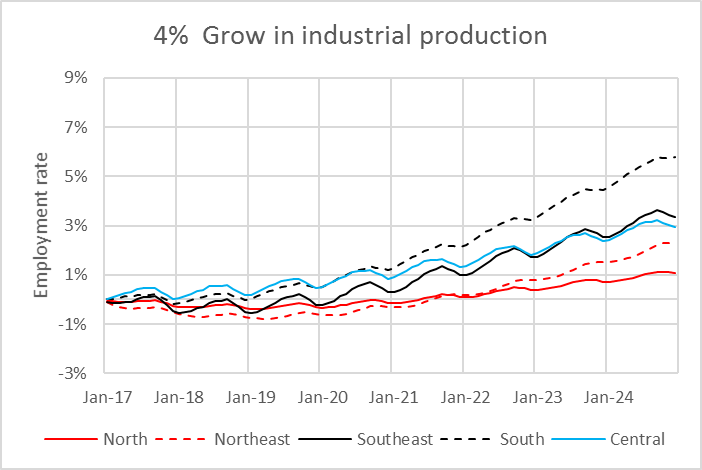 4%  Grow in industrial production
Employment rate
9%
7%
5%
3%
1%
-1%
-3%
Jan-17 Jan-18 Jan-19 Jan-20 Jan-21 Jan-22 Jan-23 Jan-24
North Northeast Southeast South Central